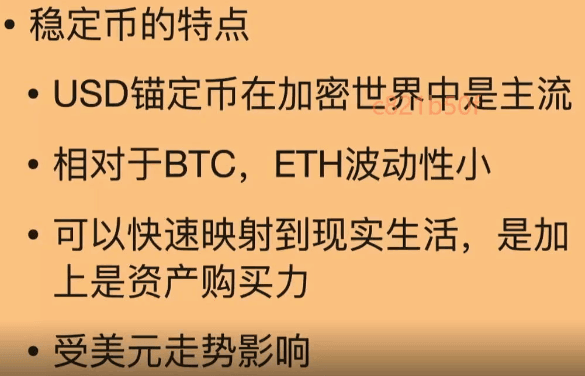 • 稳定币的特点
• USD锚定币在加密世界中是主流
• 相对于BTC，ETH波动性小
• 可以快速映射到现实生活，是加
上是资产购买力
• 受美元走势影响